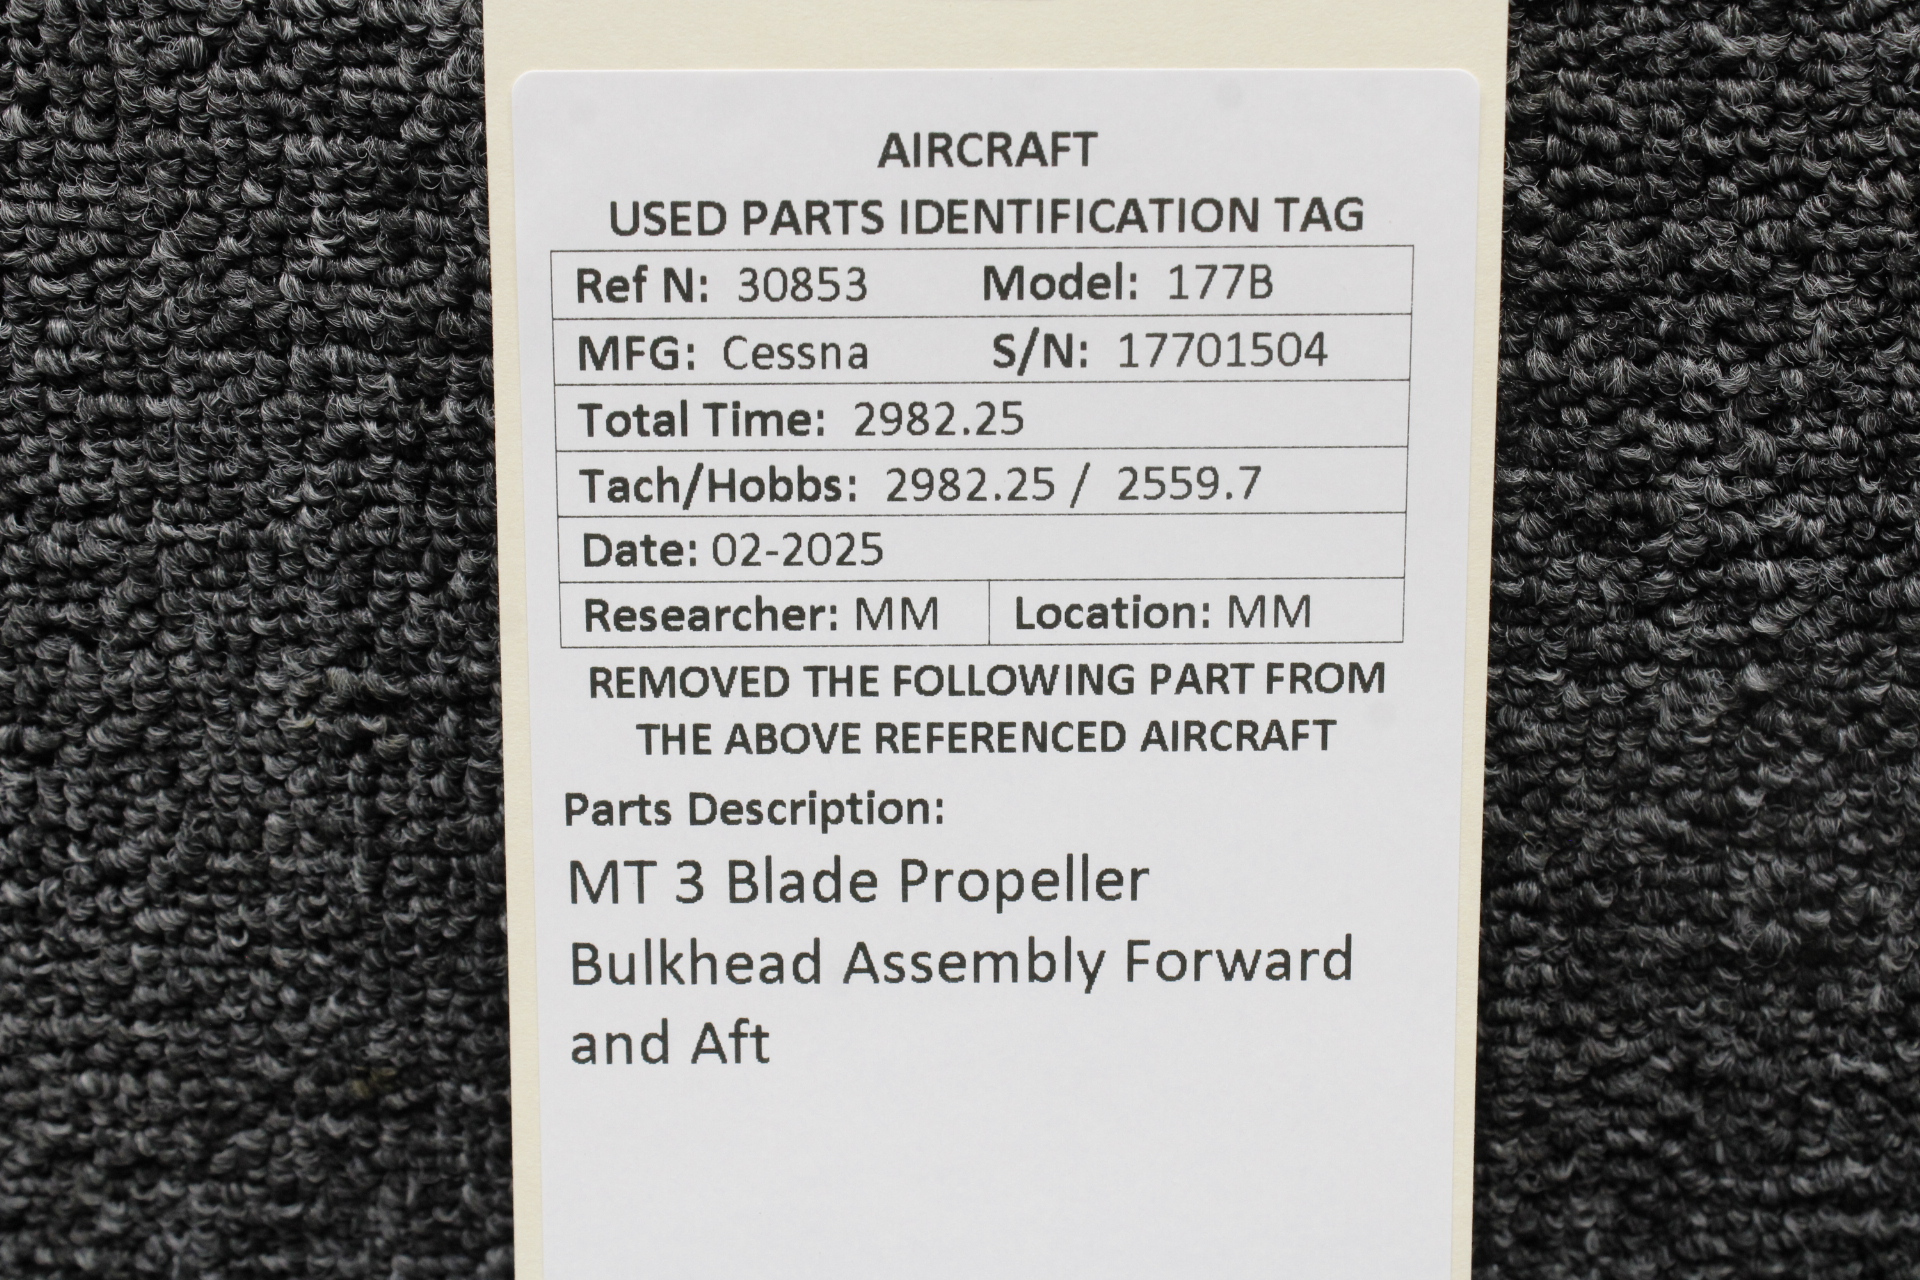 AIRCRAFT
USED PARTS IDENTIFICATION TAG
Ref N: 30853 Model: 177B
MFG: Cessna S/N: 17701504
Total Time: 2982.25
Tach/Hobbs: 2982.25 / 2559.7
Date: 02-2025
Researcher: MM Location: MM
REMOVED THE FOLLOWING PART FROM
THE ABOVE REFERENCED AIRCRAFT
Parts Description:
MT 3 Blade Propeller
Bulkhead Assembly Forward
and Aft